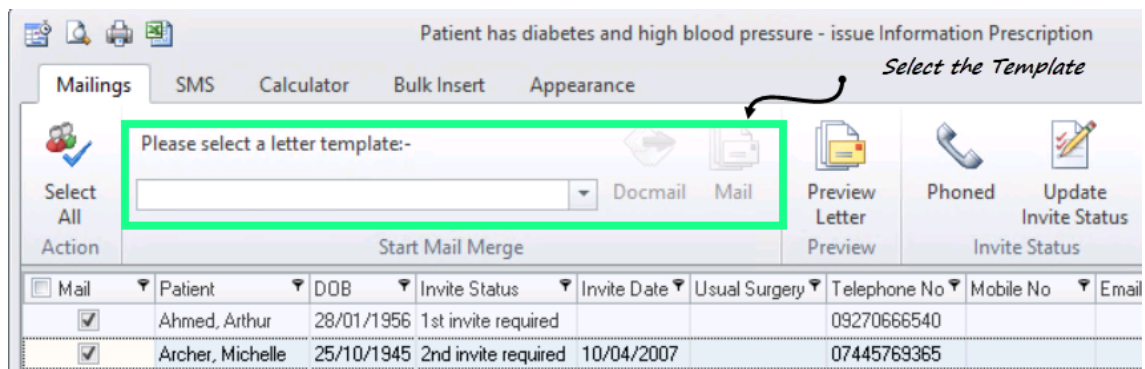 Patient has diabetes and high blood pressure - issue Information Prescription
Select the Template
Mailings SMS Calculator Bulk Insert Appearance
Please select a letter template:-
Select All
Docmail Mail
Preview Letter
Phoned
Update Invite Status
Action Start Mail Merge Preview Invite Status
Mail Patient DOB Invite Status Invite Date Usual Surgery Telephone No Mobile No Email
Ahmed, Arthur 28/01/1956 1st invite required 09270666540
Archer, Michelle 25/10/1945 2nd invite required 10/04/2007 07445769365